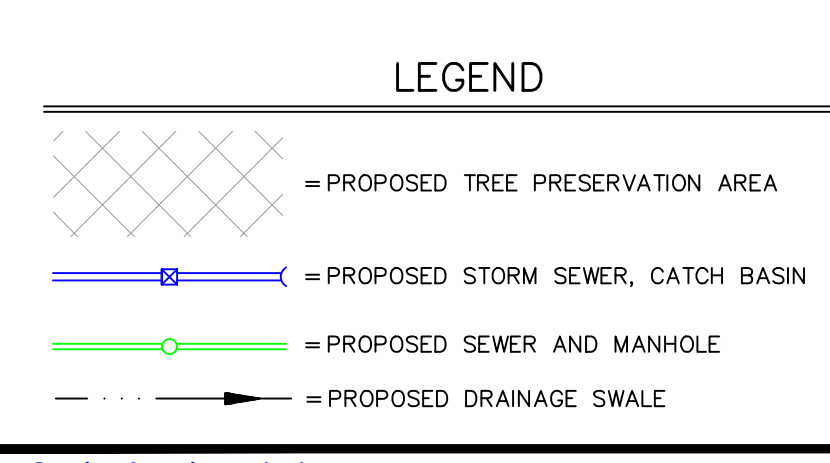 LEGEND
= PROPOSED TREE PRESERVATION AREA
= PROPOSED STORM SEWER, CATCH BASIN
= PROPOSED SEWER AND MANHOLE
= PROPOSED DRAINAGE SWALE